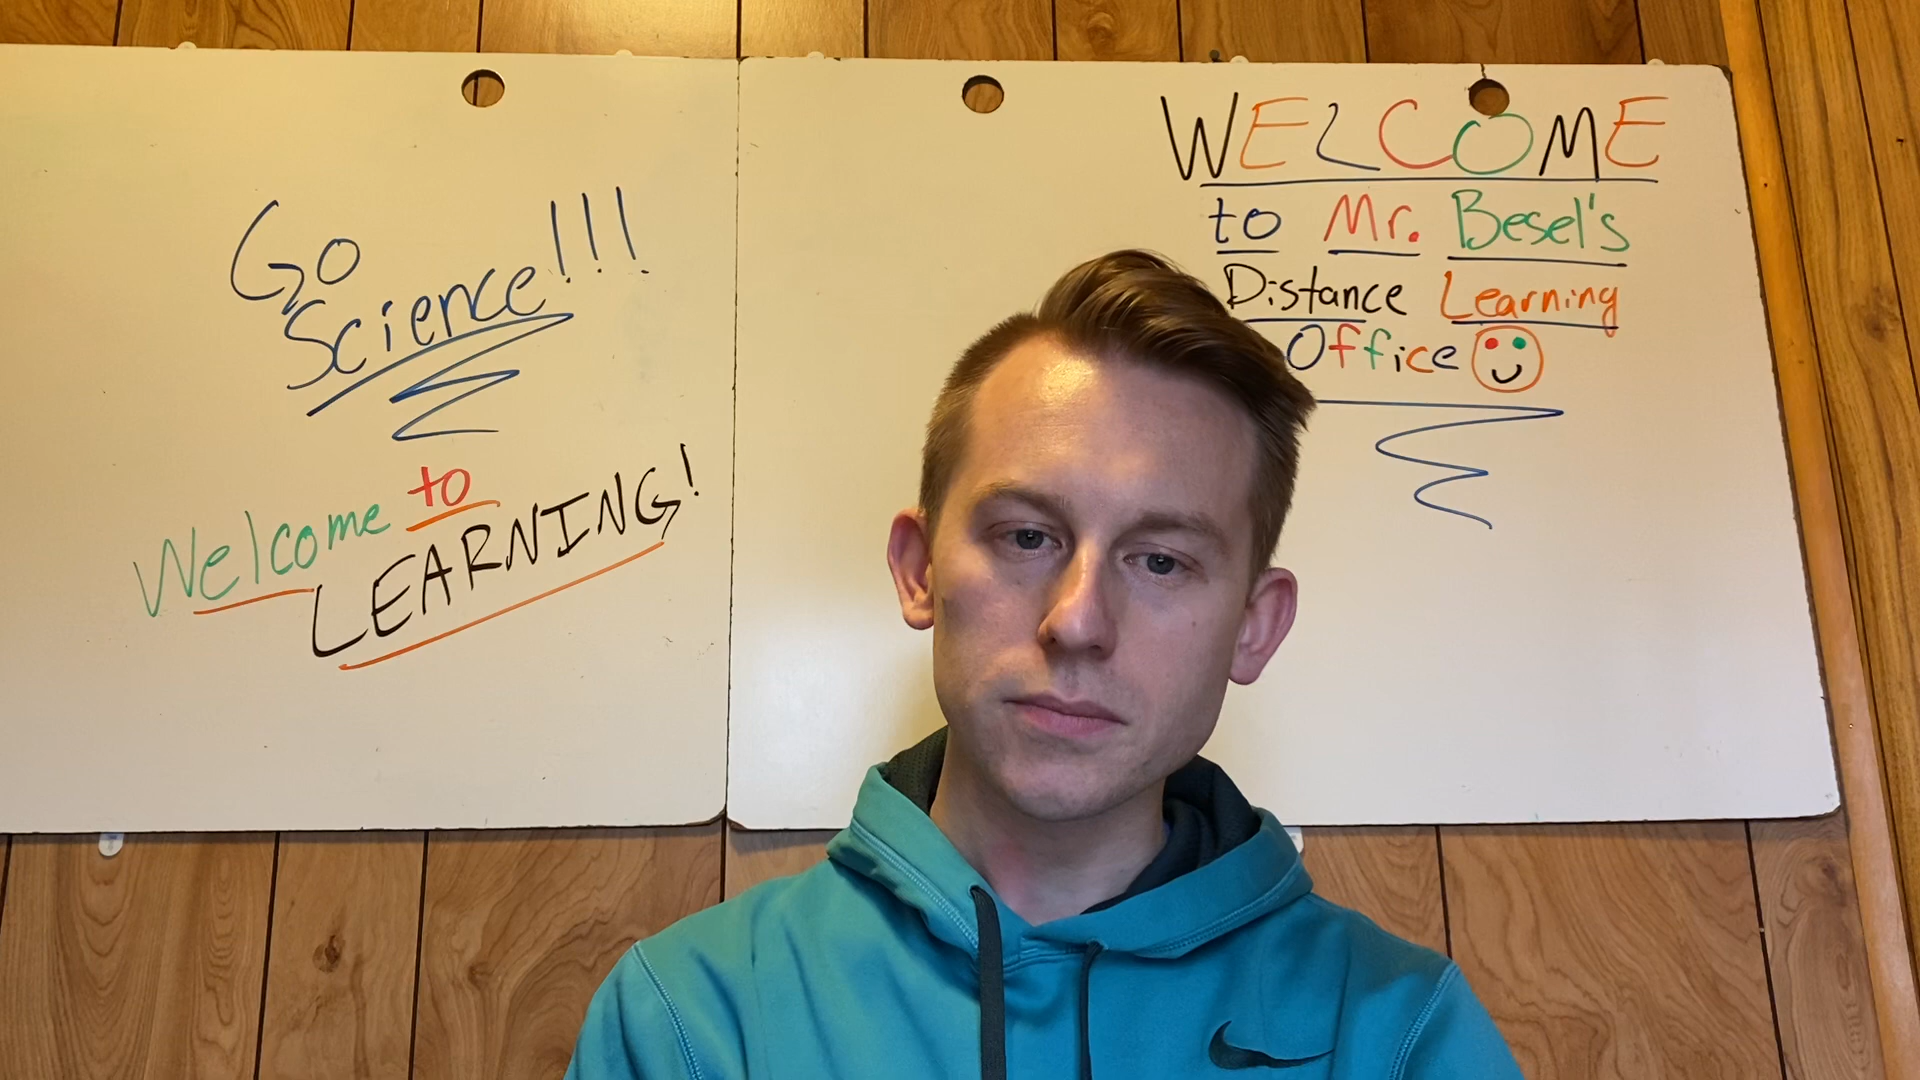 Go
Science!!!
Welcome to
LEARNING!
WELCOME
to Mr. Besel's
Distance Learning
Office